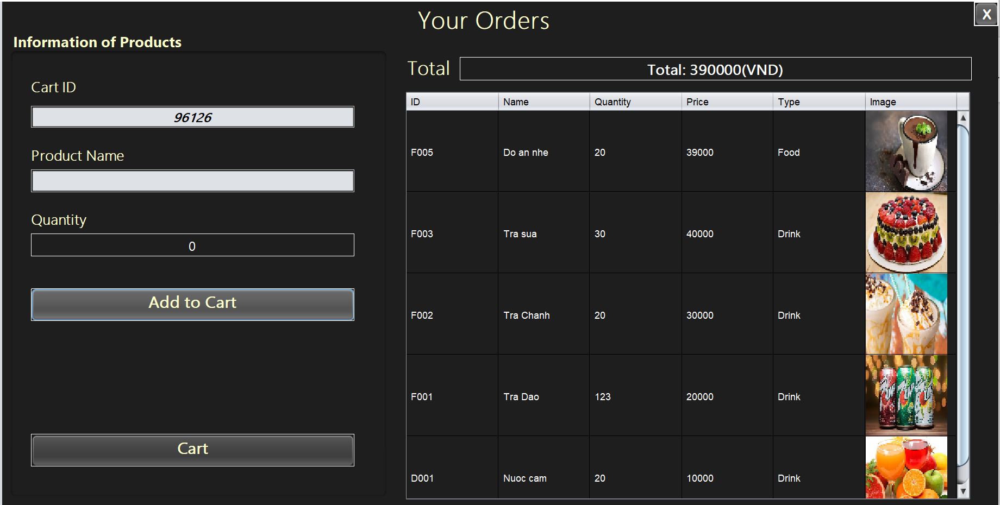 Your Orders
X
Information of Products
Cart ID
96126
Product Name
Quantity
0
Add to Cart
Cart
Total
Total: 390000(VND)
ID Name Quantity Price Type Image
F005 Do an nhe 20 39000 Food
F003 Tra sua 30 40000 Drink
F002 Tra Chanh 20 30000 Drink
F001 Tra Dao 123 20000 Drink
D001 Nuoc cam 20 10000 Drink